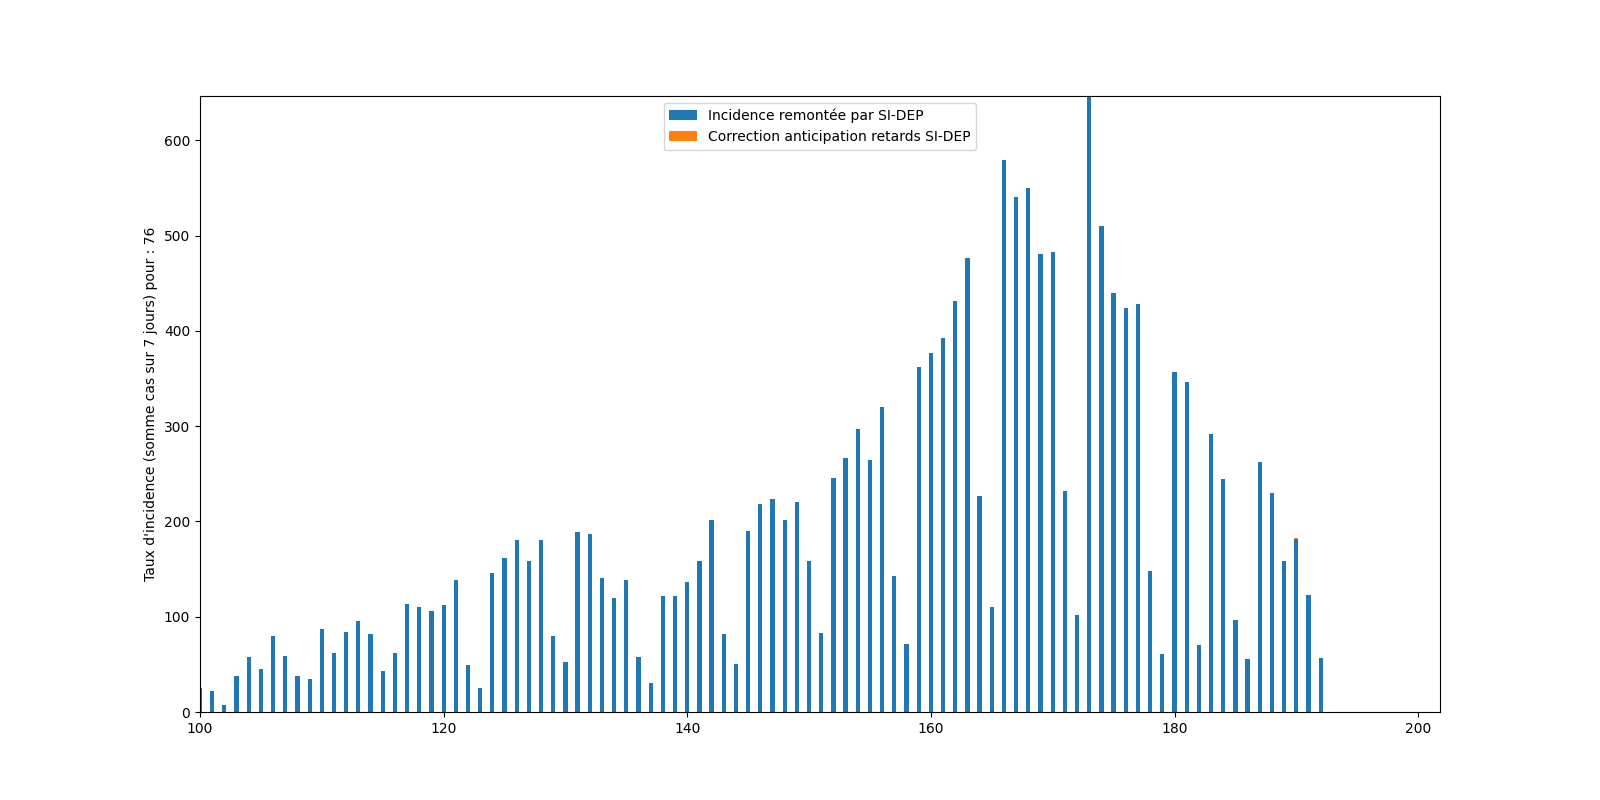 Incidence remontée par SI-DEP
Correction anticipation retards SI-DEP
Taux d'incidence (somme cas sur 7 jours) pour : 76
600
500
400
300
200
100
0
100 120 140 160 180 200